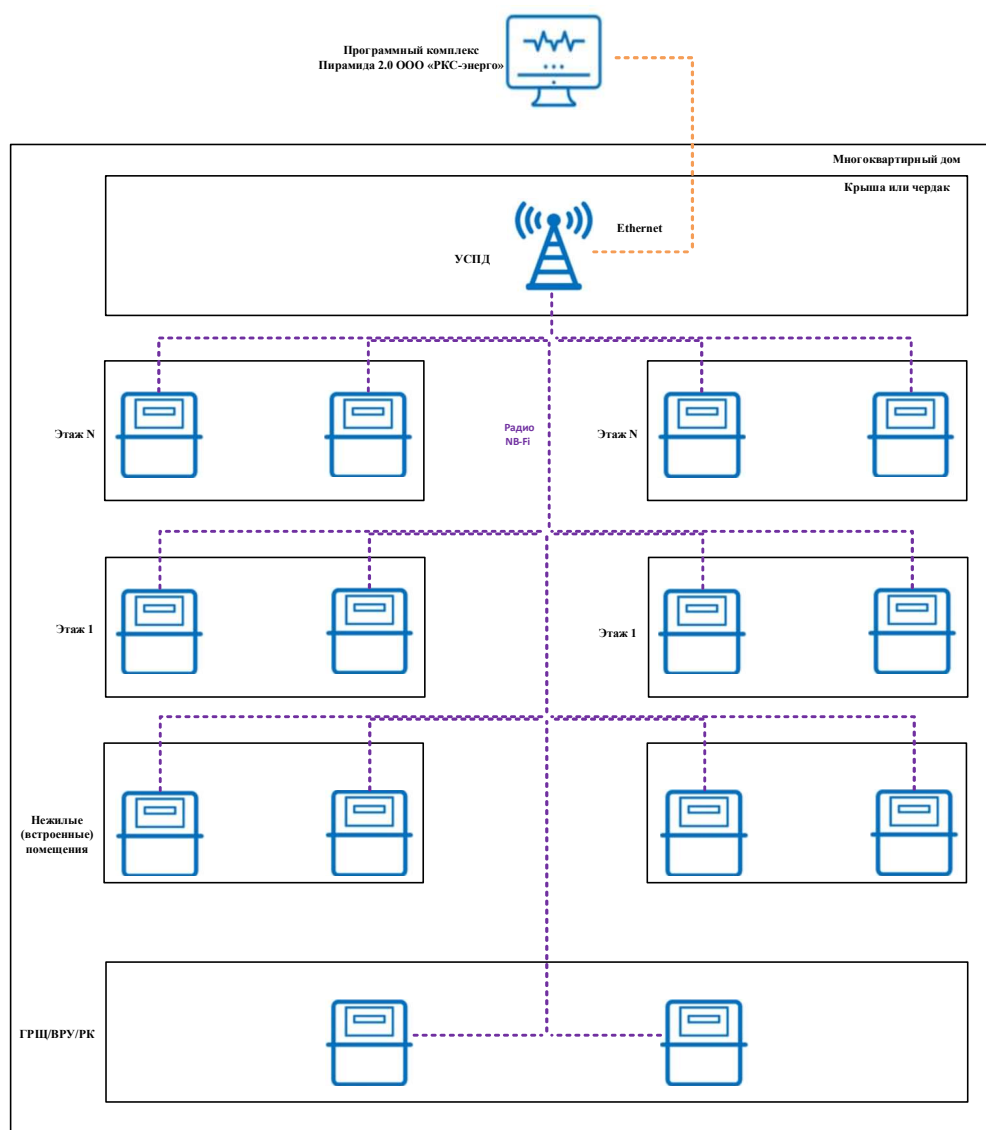 Программный комплекс
Пирамида 2.0 ООО «РКС-энерго»
Многоквартирный дом
Крыша или чердак
Ethernet
УСПД
Этаж N
Радио
NB-Fi
Этаж N
Этаж 1
Этаж 1
Нежилые
(встроенные)
помещения
ГРЩ/ВРУ/РК